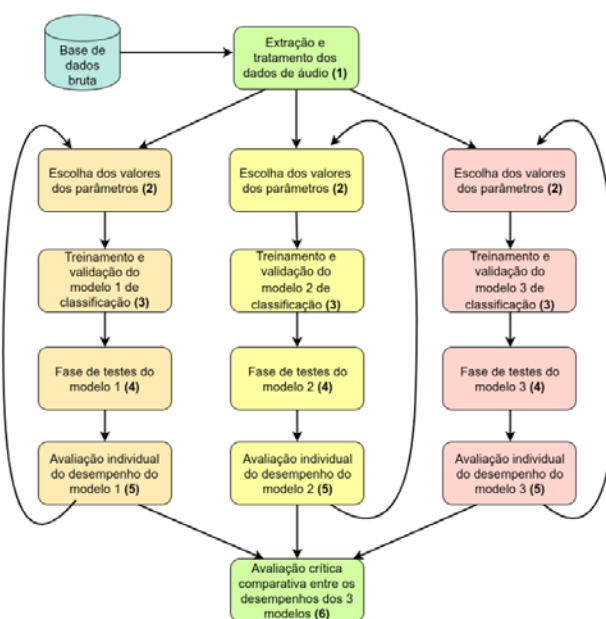 Base de
dados
bruta
Extração e
tratamento dos
dados de áudio (1)
Escolha dos valores
dos parâmetros (2)
Escolha dos valores
dos parâmetros (2)
Escolha dos valores
dos parâmetros (2)
Treinamento e
validação do
modelo 1 de
classificação (3)
Treinamento e
validação do
modelo 2 de
classificação (3)
Treinamento e
validação do
modelo 3 de
classificação (3)
Fase de testes do
modelo 1 (4)
Fase de testes do
modelo 2 (4)
Fase de testes do
modelo 3 (4)
Avaliação individual
do desempenho do
modelo 1 (5)
Avaliação individual
do desempenho do
modelo 2 (5)
Avaliação individual
do desempenho do
modelo 3 (5)
Avaliação crítica
comparativa entre os
desempenhos dos 3
modelos (6)